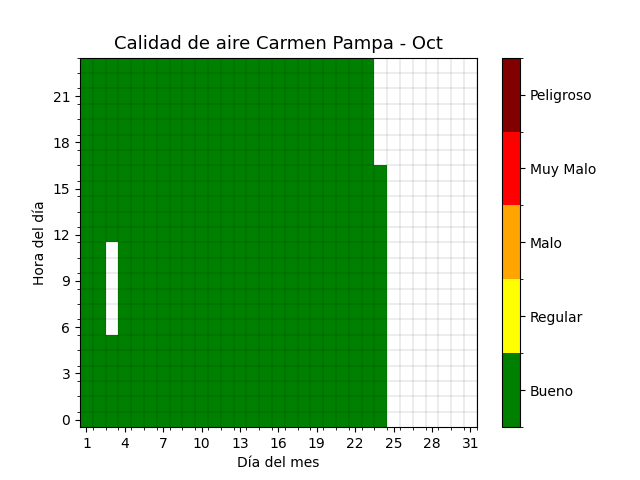 Calidad de aire Carmen Pampa - Oct
Hora del día
21
18
15
12
9
6
3
0
1 4 7 10 13 16 19 22 25 28 31
Día del mes
Peligroso
Muy Malo
Malo
Regular
Bueno